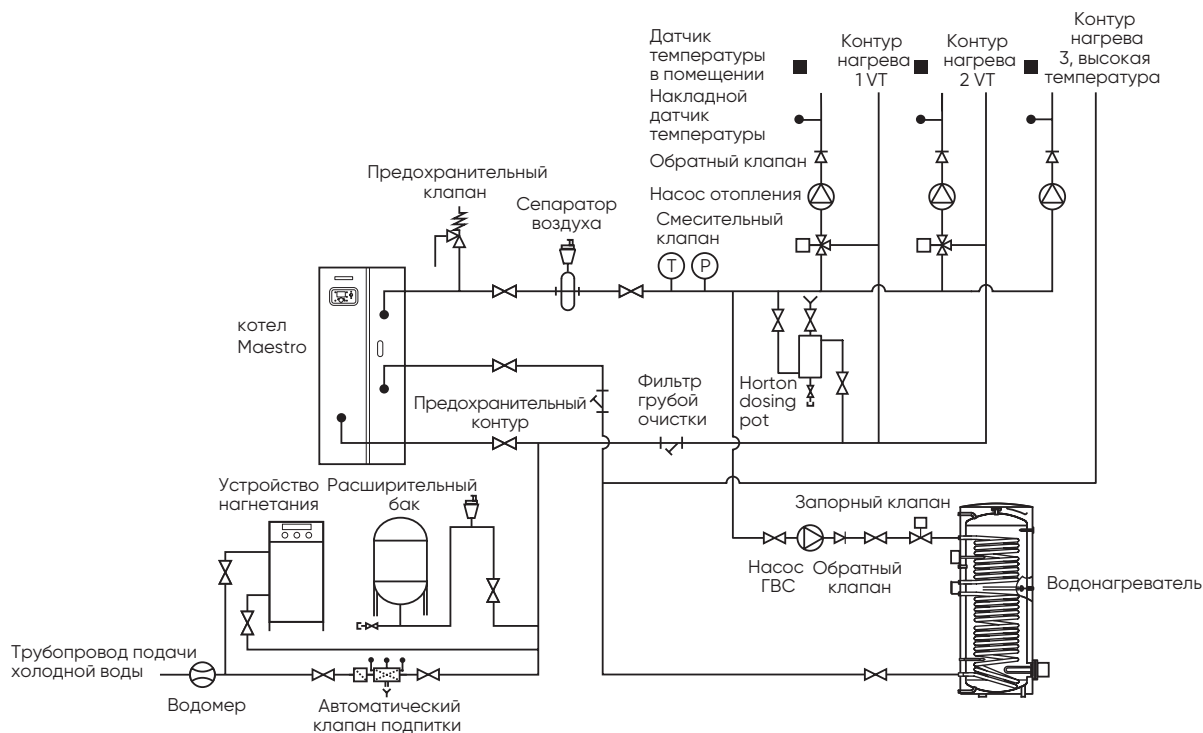 Датчик
температуры
в помещении
Контур
нагрева
1 VT
Контур
нагрева
2 VT
Контур
нагрева
3, высокая
температура
Накладной
датчик
температуры
Обратный клапан
Насос отопления
Смесительный
клапан
Предохранительный
клапан
Сепаратор
воздуха
T
P
котел
Maestro
Предохранительный
контур
Фильтр
грубой
очистки
Horton
dosing
pot
Устройство
нагнетания
Расширительный
бак
Запорный клапан
Насос
ГВС
Обратный
клапан
Водонагреватель
Трубопровод подачи
холодной воды
Водомер
Автоматический
клапан подпитки